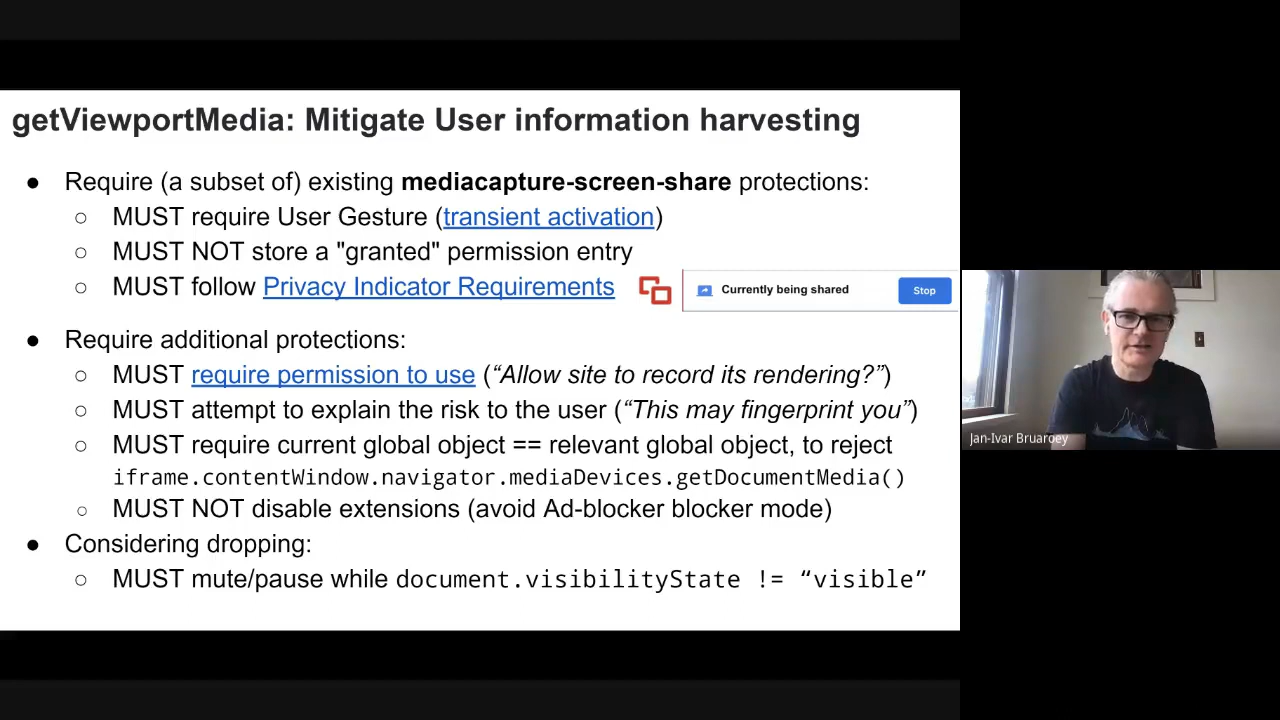 getViewportMedia: Mitigate User information harvesting
● Require (a subset of) existing mediacapture-screen-share protections:
○ MUST require User Gesture (transient activation)
○ MUST NOT store a "granted" permission entry
○ MUST follow Privacy Indicator Requirements
Currently being shared Stop
● Require additional protections:
○ MUST require permission to use (“Allow site to record its rendering?”)
○ MUST attempt to explain the risk to the user (“This may fingerprint you”)
○ MUST require current global object == relevant global object, to reject
iframe.contentWindow.navigator.mediaDevices.getDocumentMedia()
○ MUST NOT disable extensions (avoid Ad-blocker blocker mode)
● Considering dropping:
○ MUST mute/pause while document.visibilityState != “visible”
Jan-Ivar Bruaroey